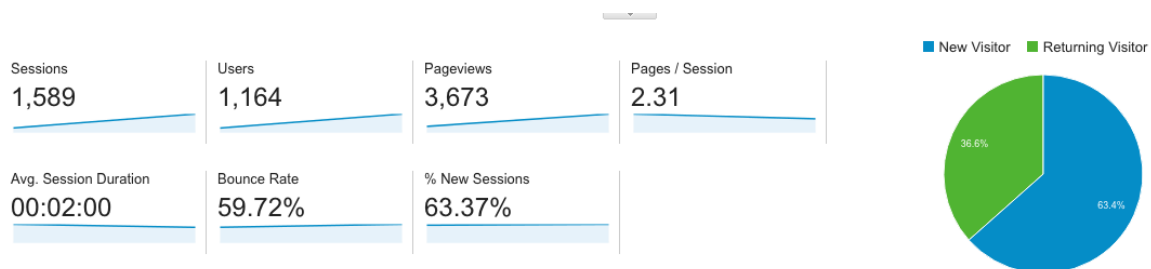 New Visitor Returning Visitor
Sessions Users Pageviews Pages / Session
1,589 1,164 3,673 2.31
36.6%
63.4%
Avg. Session Duration Bounce Rate % New Sessions
00:02:00 59.72% 63.37%